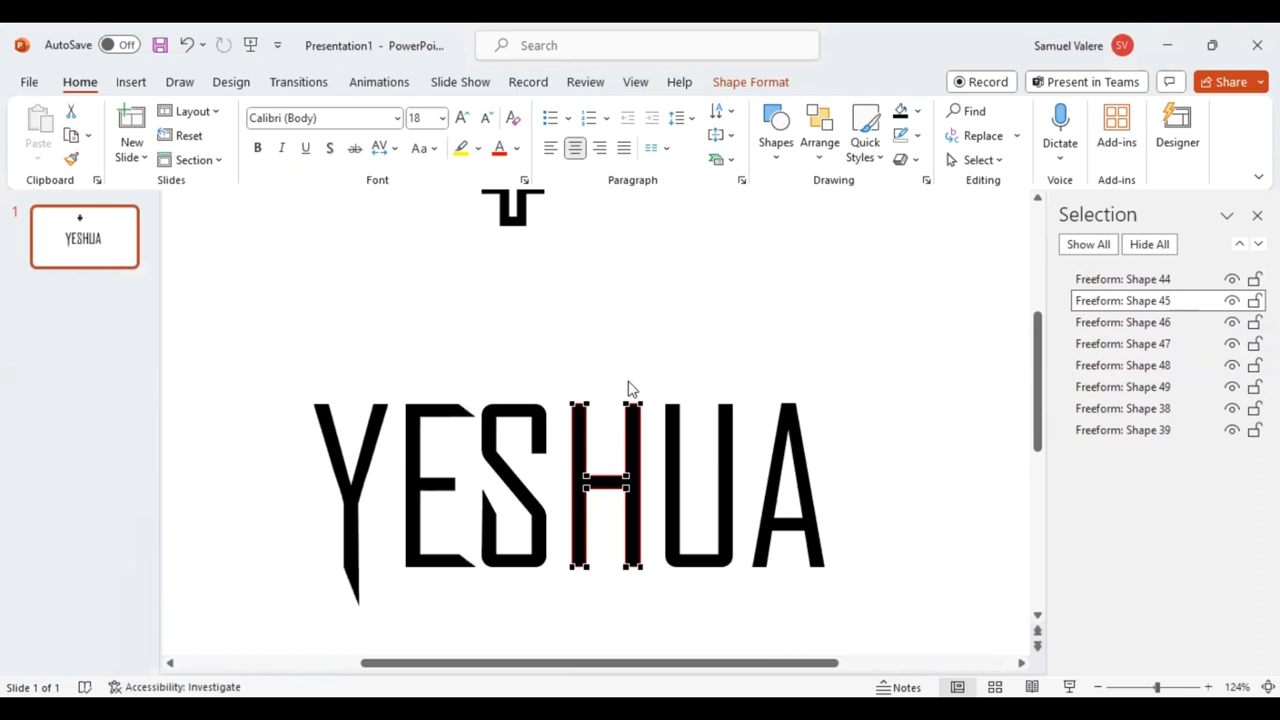 AutoSave Off Presentation1 - PowerPoi... Search Samuel Valere SV
File Home Insert Draw Design Transitions Animations Slide Show Record Review View Help Shape Format Record Present in Teams Share
Paste New Slide Layout Reset Section Calibri (Body) 18 Shapes Arrange Quick Styles Find Replace Select Dictate Add-ins Designer
Clipboard Slides Font Paragraph Drawing Editing Voice Add-ins
1
YESHUA
Selection
Show All Hide All
Freeform: Shape 44
Freeform: Shape 45
Freeform: Shape 46
Freeform: Shape 47
Freeform: Shape 48
Freeform: Shape 49
Freeform: Shape 38
Freeform: Shape 39
YESHUA
Slide 1 of 1 Accessibility: Investigate Notes 124%